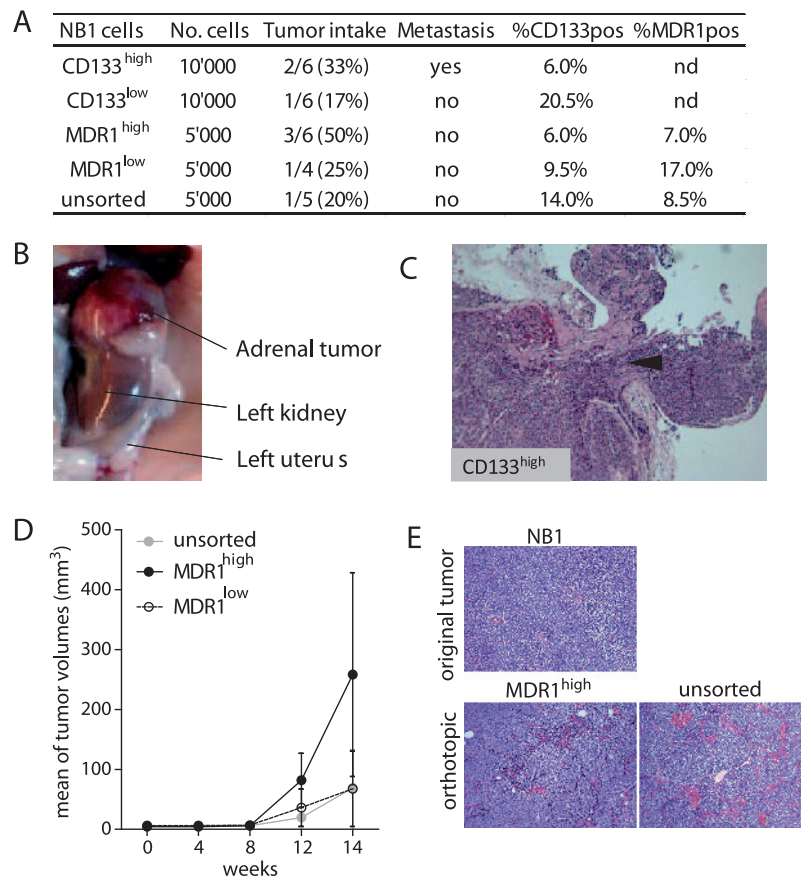 A
NB1 cells No. cells Tumor intake Metastasis %CD133pos %MDR1pos
CD133high 10'000 2/6 (33%) yes 6.0% nd
CD133low 10'000 1/6 (17%) no 20.5% nd
MDR1high 5'000 3/6 (50%) no 6.0% 7.0%
MDR1low 5'000 1/4 (25%) no 9.5% 17.0%
unsorted 5'000 1/5 (20%) no 14.0% 8.5%
B
Adrenal tumor
Left kidney
Left uteru s
C
CD133high
D
mean of tumor volumes (mm3)
500
400
300
200
100
0
0 4 8 12 14
weeks
unsorted
MDR1high
MDR1low
E
NB1
original tumor
MDR1high unsorted
orthotopic